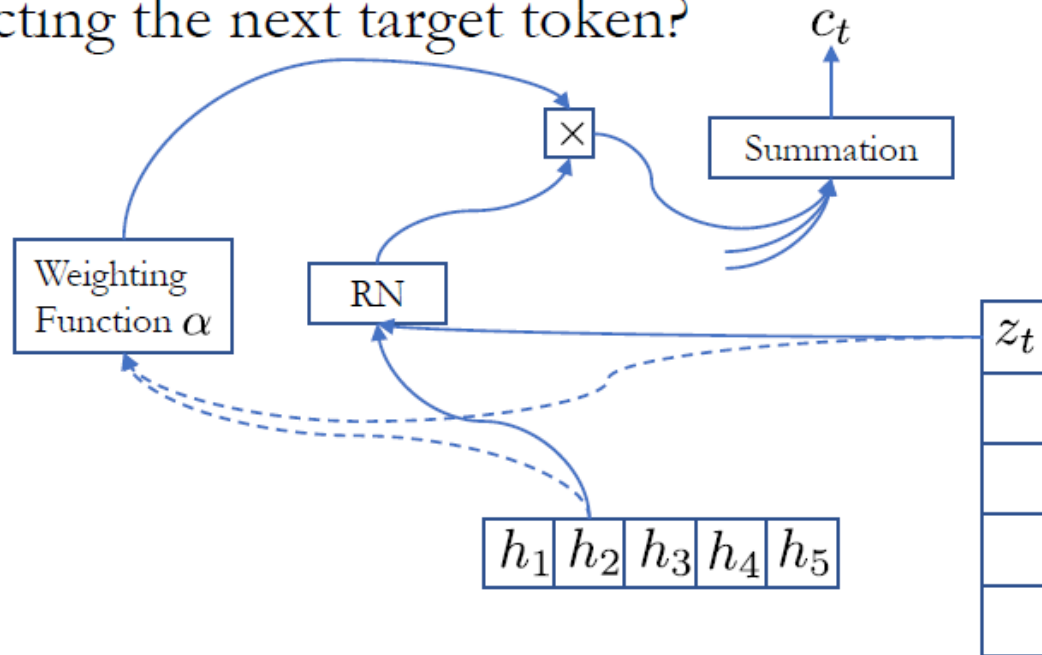 cting the next target token?
c_t
×
Summation
Weighting
Function α
RN
z_t
h_1 h_2 h_3 h_4 h_5